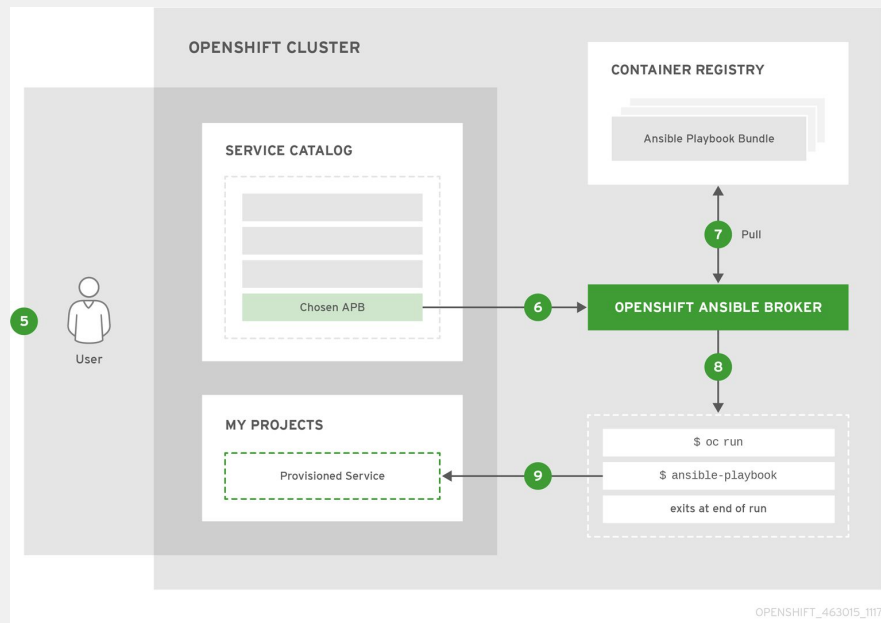 OPENSHIFT CLUSTER
CONTAINER REGISTRY
Ansible Playbook Bundle
SERVICE CATALOG
7 Pull
Chosen APB
6
OPENSHIFT ANSIBLE BROKER
5
User
8
MY PROJECTS
Provisioned Service
9
$ oc run
$ ansible-playbook
exits at end of run
OPENSHIFT_463015_1117